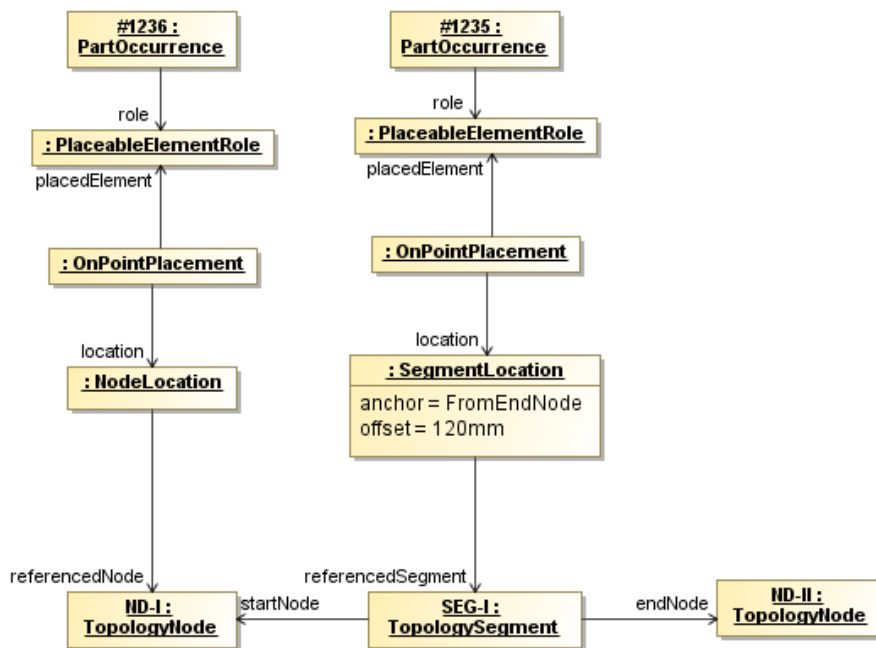 #1236 :
PartOccurrence
#1235 :
PartOccurrence
role
role
: PlaceableElementRole
: PlaceableElementRole
placedElement
placedElement
: OnPointPlacement
: OnPointPlacement
location
location
: NodeLocation
: SegmentLocation
anchor = FromEndNode
offset = 120mm
referencedNode
referencedSegment
ND-I :
TopologyNode
startNode
SEG-I :
TopologySegment
endNode
ND-II :
TopologyNode